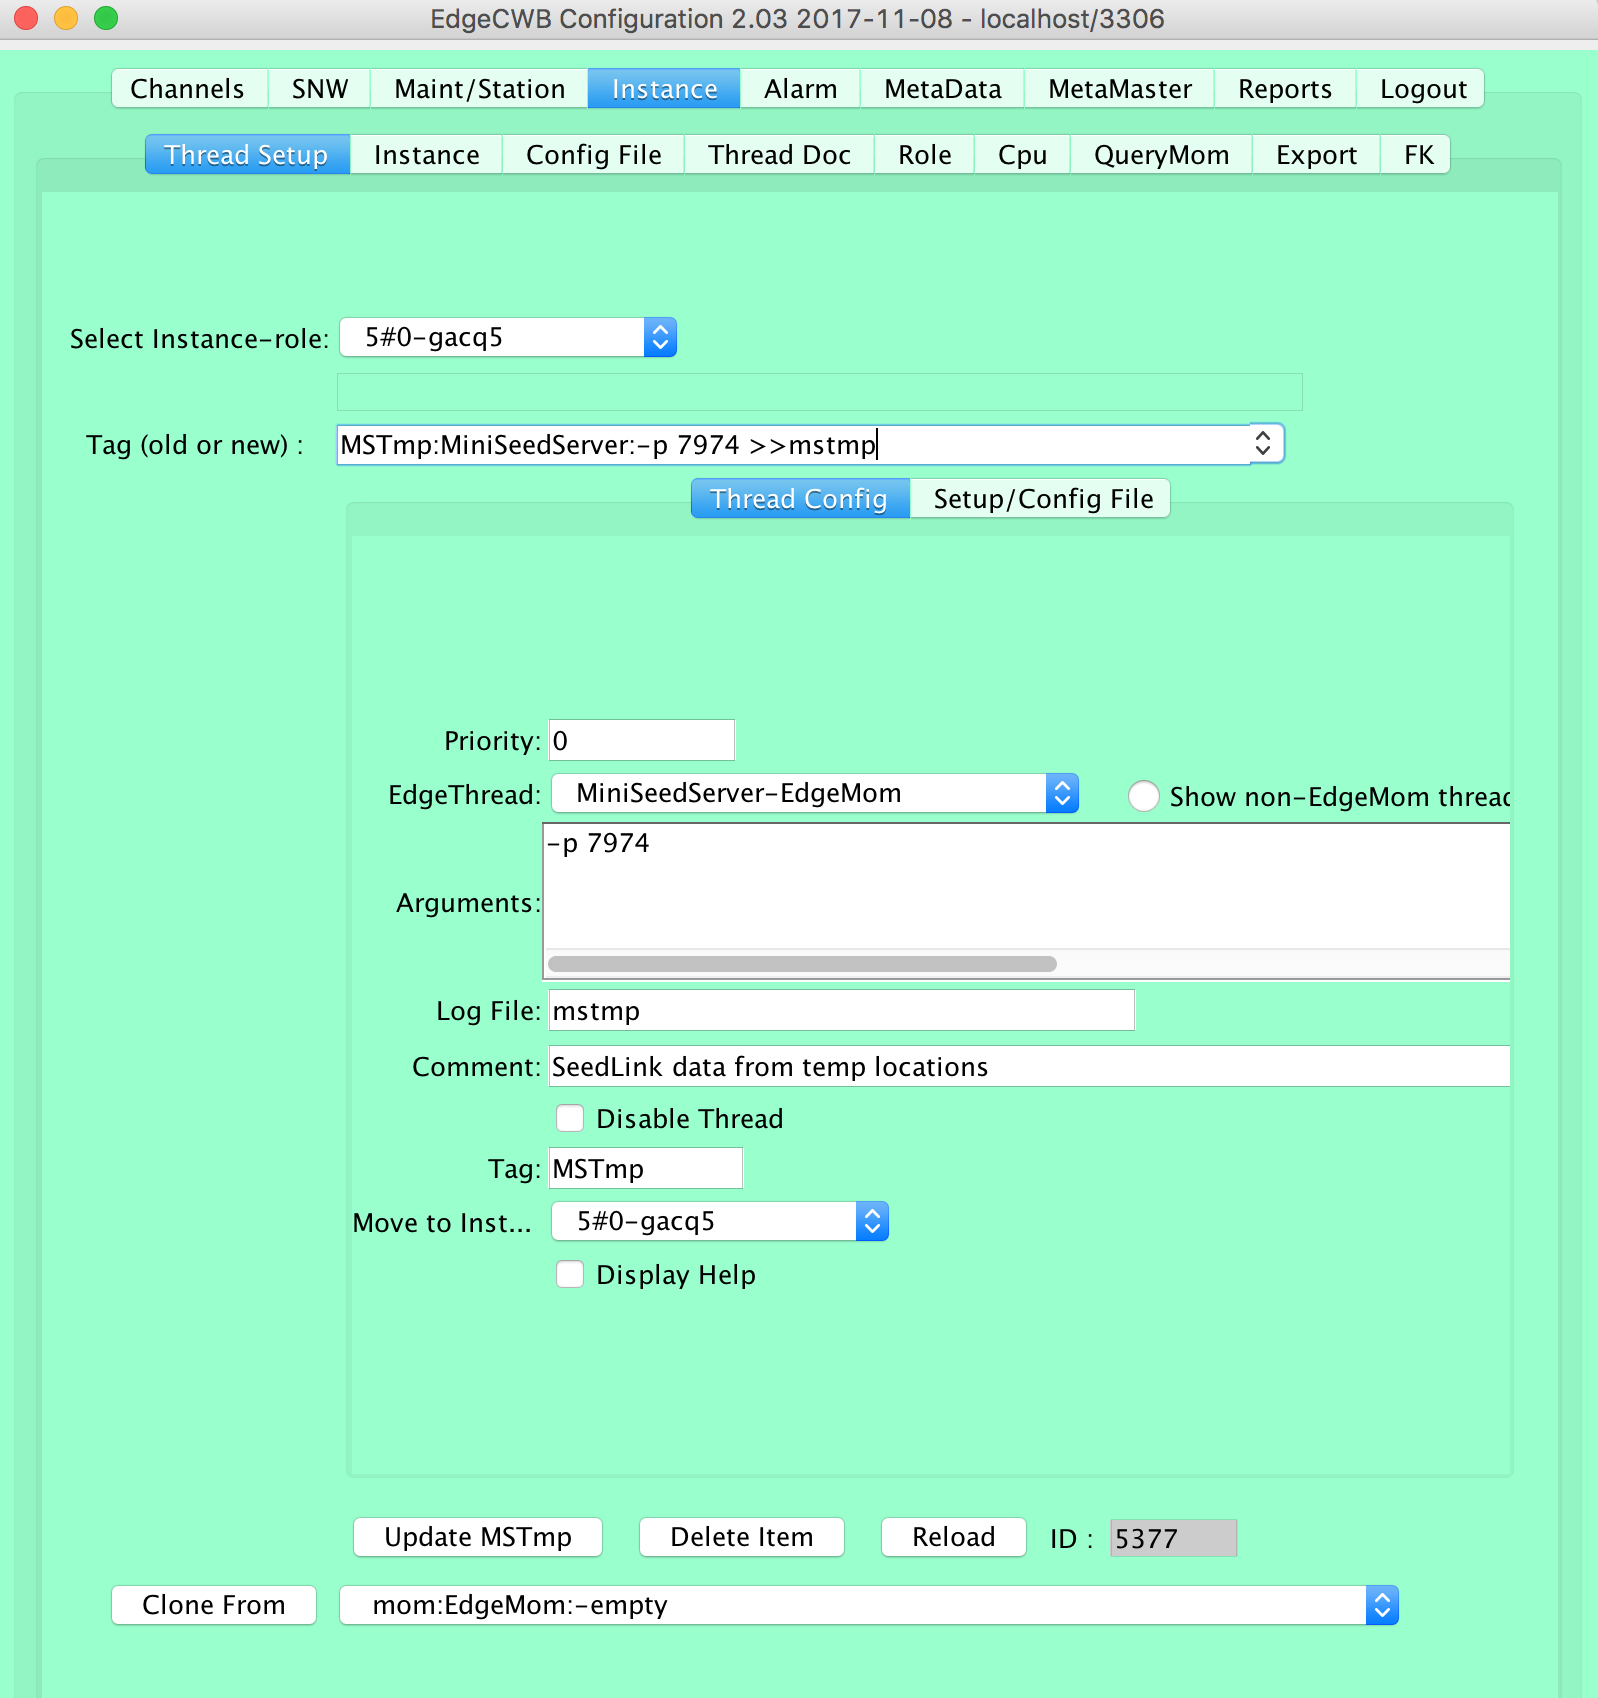 EdgeCWB Configuration 2.03 2017-11-08 - localhost/3306
Channels SNW Maint/Station Instance Alarm MetaData MetaMaster Reports Logout
Thread Setup Instance Config File Thread Doc Role Cpu QueryMom Export FK
Select Instance-role: 5#0-gacq5
Tag (old or new) : MSTmp:MiniSeedServer:-p 7974 >>mstmp
Thread Config Setup/Config File
Priority: 0
EdgeThread: MiniSeedServer-EdgeMom Show non-EdgeMom threac
-p 7974
Arguments:
Log File: mstmp
Comment: SeedLink data from temp locations
Disable Thread
Tag: MSTmp
Move to Inst... 5#0-gacq5
Display Help
Update MSTmp Delete Item Reload ID : 5377
Clone From mom:EdgeMom:-empty